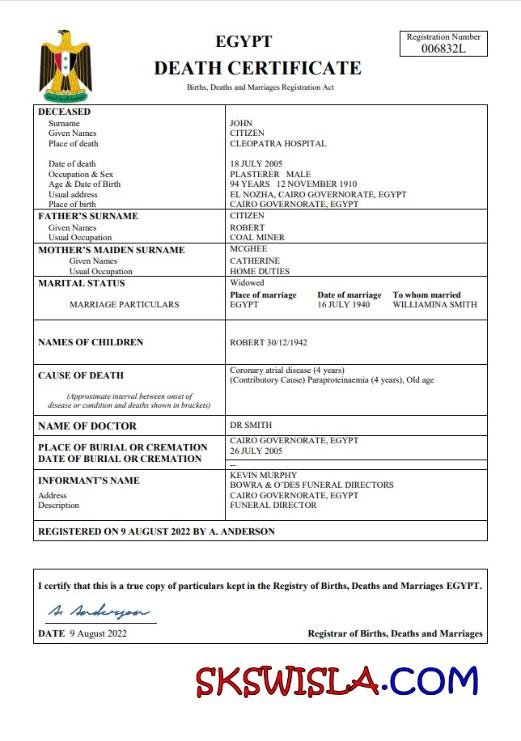 EGYPT
DEATH CERTIFICATE
Births, Deaths and Marriages Registration Act
Registration Number
006832L
DECEASED
Surname JOHN
Given Names CITIZEN
Place of death CLEOPATRA HOSPITAL
Date of death 18 JULY 2005
Occupation & Sex PLASTERER MALE
Age & Date of Birth 94 YEARS 12 NOVEMBER 1910
Usual address EL NOZHA, CAIRO GOVERNORATE, EGYPT
Place of birth CAIRO GOVERNORATE, EGYPT
FATHER'S SURNAME CITIZEN
Given Names ROBERT
Usual Occupation COAL MINER
MOTHER'S MAIDEN SURNAME MCGHEE
Given Names CATHERINE
Usual Occupation HOME DUTIES
MARITAL STATUS Widowed
Place of marriage Date of marriage To whom married
MARRIAGE PARTICULARS EGYPT 16 JULY 1940 WILLIAMINA SMITH
NAMES OF CHILDREN ROBERT 30/12/1942
CAUSE OF DEATH Coronary atrial disease (4 years)
(Contributory Cause) Paraproteinaemia (4 years), Old age
(Approximate interval between onset of
disease or condition and deaths shown in brackets)
NAME OF DOCTOR DR SMITH
PLACE OF BURIAL OR CREMATION CAIRO GOVERNORATE, EGYPT
DATE OF BURIAL OR CREMATION 26 JULY 2005
--
INFORMANT'S NAME KEVIN MURPHY
BOWRA & O'DES FUNERAL DIRECTORS
Address CAIRO GOVERNORATE, EGYPT
Description FUNERAL DIRECTOR
REGISTERED ON 9 AUGUST 2022 BY A. ANDERSON
I certify that this is a true copy of particulars kept in the Registry of Births, Deaths and Marriages EGYPT.
A. Anderson
DATE 9 August 2022 Registrar of Births, Deaths and Marriages
SKSWISLA.COM